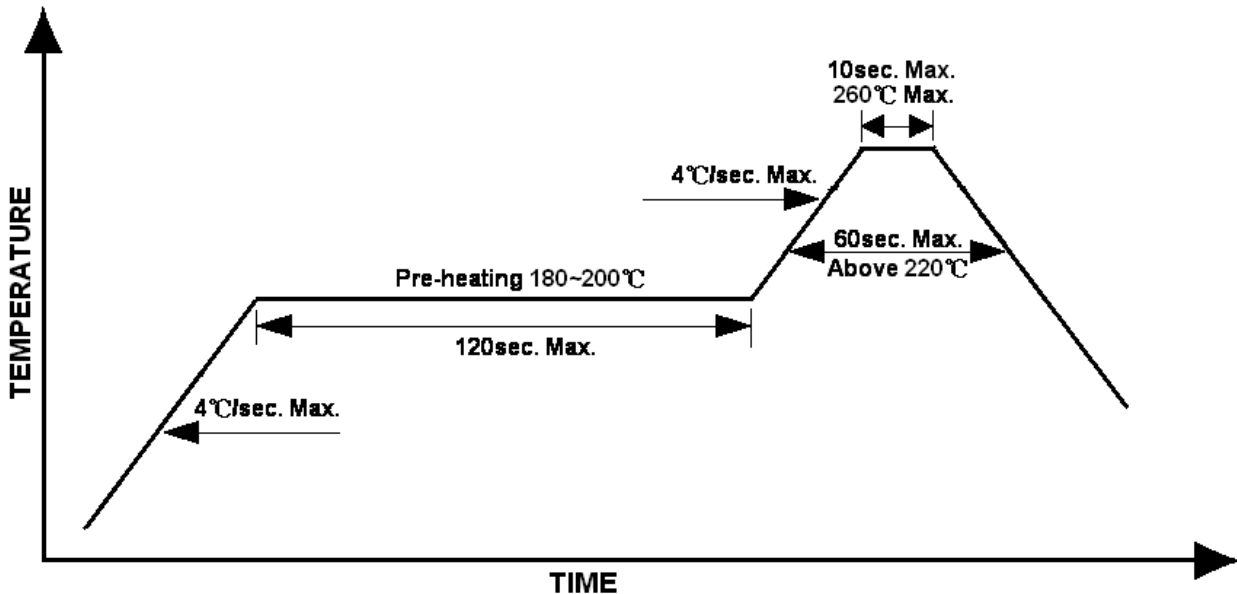 10sec. Max.
260℃ Max.
4℃/sec. Max.
60sec. Max.
Above 220℃
Pre-heating 180~200℃
120sec. Max.
4℃/sec. Max.
TEMPERATURE
TIME